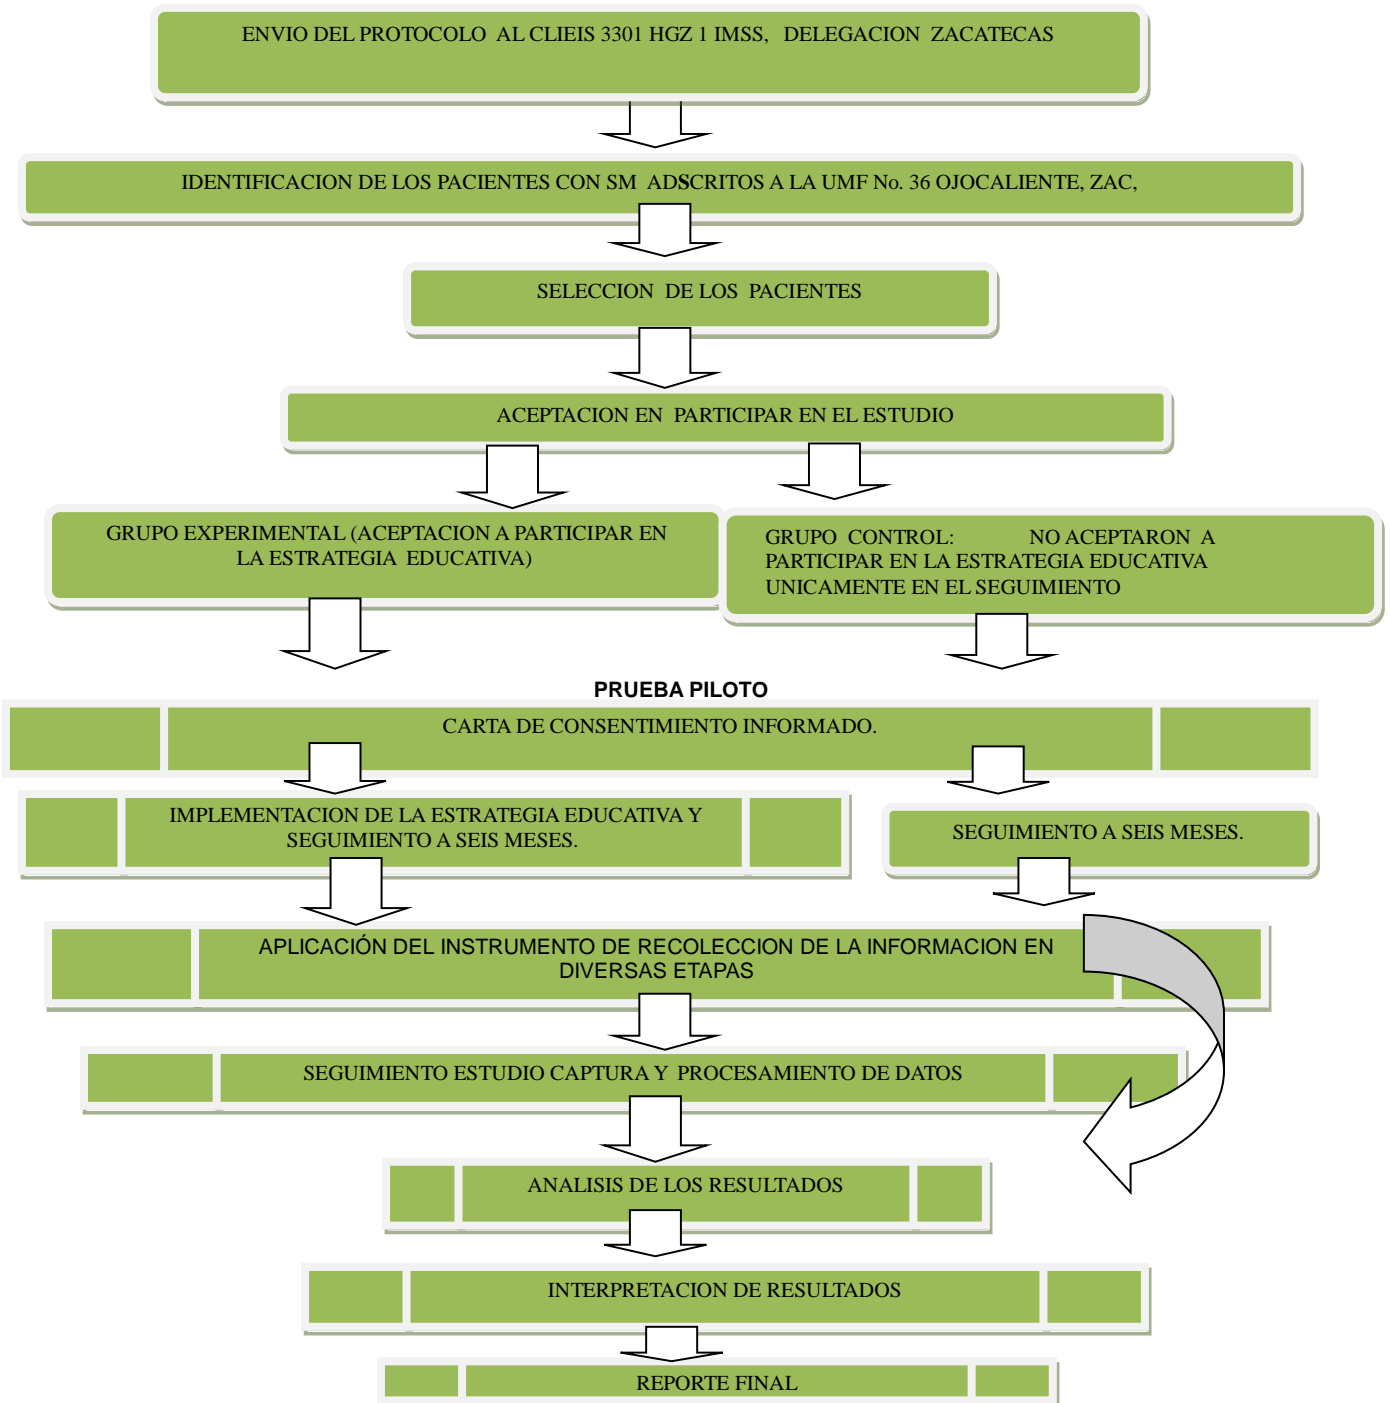 ENVIO DEL PROTOCOLO AL CLIEIS 3301 HGZ 1 IMSS, DELEGACION ZACATECAS
IDENTIFICACION DE LOS PACIENTES CON SM ADSCRITOS A LA UMF No. 36 OJOCALIENTE, ZAC,
SELECCION DE LOS PACIENTES
ACEPTACION EN PARTICIPAR EN EL ESTUDIO
GRUPO EXPERIMENTAL (ACEPTACION A PARTICIPAR EN
LA ESTRATEGIA EDUCATIVA)
GRUPO CONTROL: NO ACEPTARON A
PARTICIPAR EN LA ESTRATEGIA EDUCATIVA
UNICAMENTE EN EL SEGUIMIENTO
PRUEBA PILOTO
CARTA DE CONSENTIMIENTO INFORMADO.
IMPLEMENTACION DE LA ESTRATEGIA EDUCATIVA Y
SEGUIMIENTO A SEIS MESES.
SEGUIMIENTO A SEIS MESES.
APLICACIÓN DEL INSTRUMENTO DE RECOLECCION DE LA INFORMACION EN
DIVERSAS ETAPAS
SEGUIMIENTO ESTUDIO CAPTURA Y PROCESAMIENTO DE DATOS
ANALISIS DE LOS RESULTADOS
INTERPRETACION DE RESULTADOS
REPORTE FINAL